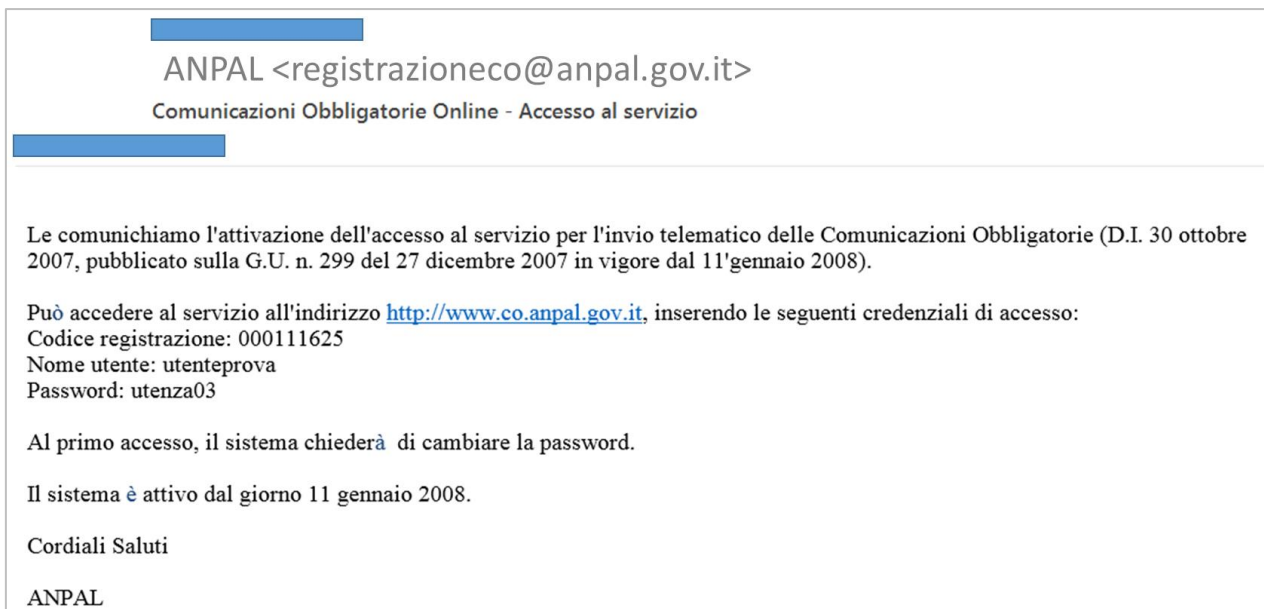 ANPAL <registrazioneco@anpal.gov.it>
Comunicazioni Obbligatorie Online - Accesso al servizio
Le comunichiamo l'attivazione dell'accesso al servizio per l'invio telematico delle Comunicazioni Obbligatorie (D.I. 30 ottobre
2007, pubblicato sulla G.U. n. 299 del 27 dicembre 2007 in vigore dal 11'gennaio 2008).
Può accedere al servizio all'indirizzo http://www.co.anpal.gov.it, inserendo le seguenti credenziali di accesso:
Codice registrazione: 000111625
Nome utente: utenteprova
Password: utenza03
Al primo accesso, il sistema chiederà di cambiare la password.
Il sistema è attivo dal giorno 11 gennaio 2008.
Cordiali Saluti
ANPAL